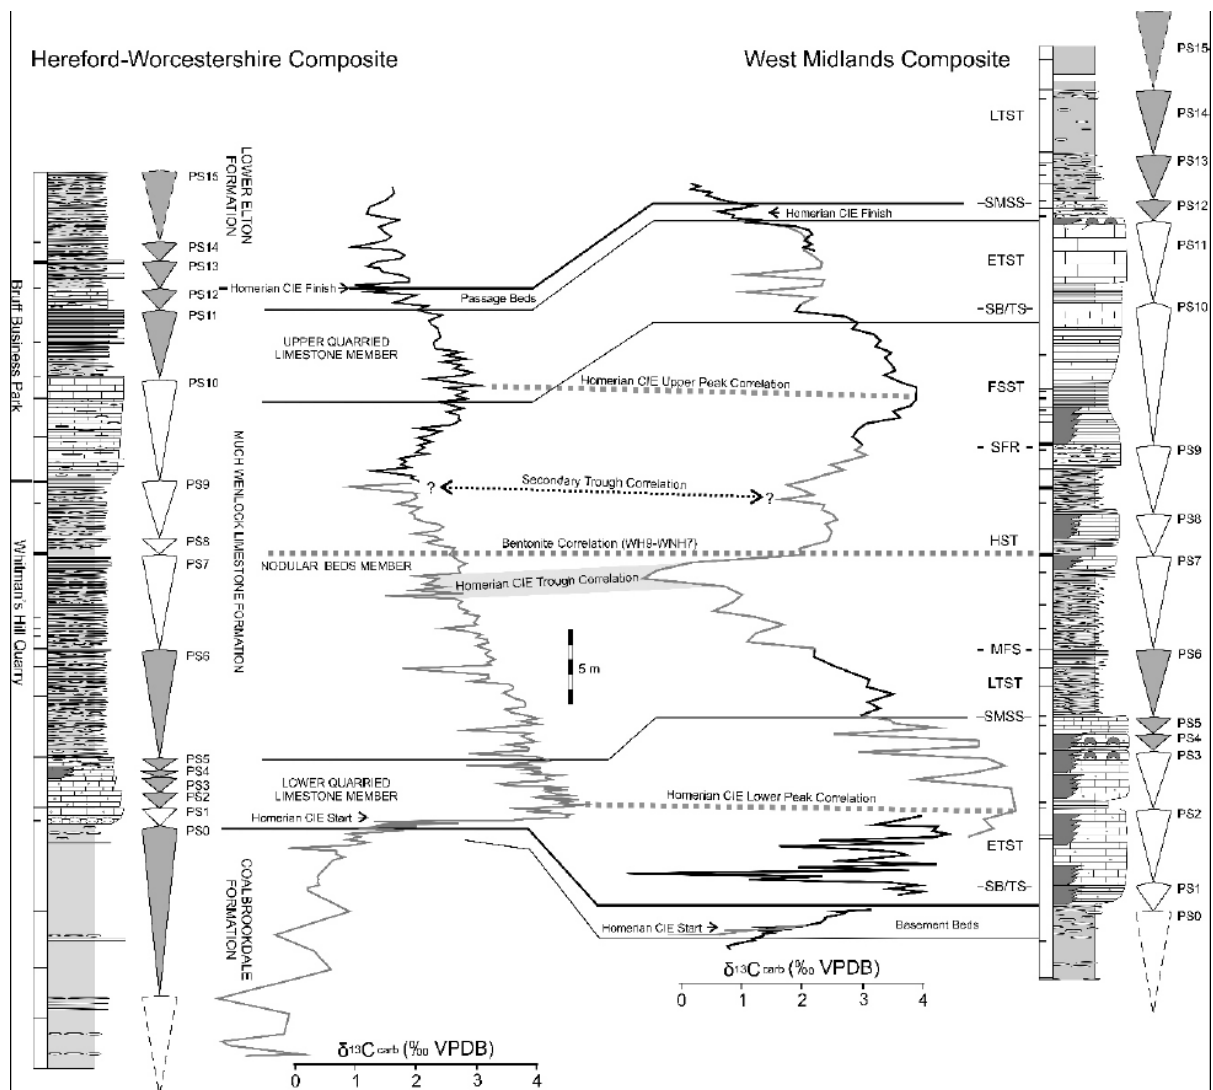 Hereford-Worcestershire Composite
West Midlands Composite
Bruff Business Park
Whitman's Hill Quarry
PS15
PS14
PS13
PS12
PS11
PS10
PS9
PS8
PS7
PS6
PS5
PS4
PS3
PS2
PS1
PS0
LOWER ELTON
FORMATION
MUCH WENLOCK LIMESTONE FORMATION
COALBROOKDALE
FORMATION
Homerian CIE Finish
Passage Beds
UPPER QUARRIED
LIMESTONE MEMBER
Homerian CIE Upper Peak Correlation
Secondary Trough Correlation
?
?
Bentonite Correlation (WH8-WNH7)
NODULAR BEDS MEMBER
Homerian CIE Trough Correlation
5 m
LOWER QUARRIED
LIMESTONE MEMBER
Homerian CIE Lower Peak Correlation
Homerian CIE Start
Homerian CIE Finish
Homerian CIE Start
Basement Beds
δ13C carb (‰ VPDB)
0 1 2 3 4
δ13C carb (‰ VPDB)
0 1 2 3 4
LTST
SMSS
ETST
SB/TS
FSST
SFR
HST
MFS
LTST
SMSS
ETST
SB/TS
PS15
PS14
PS13
PS12
PS11
PS10
PS9
PS8
PS7
PS6
PS5
PS4
PS3
PS2
PS1
PS0